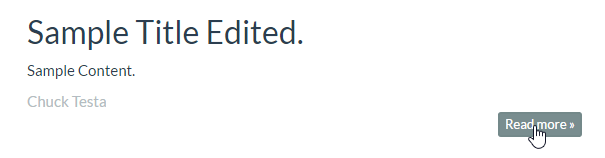 Sample Title Edited.
Sample Content.
Chuck Testa
Read more »